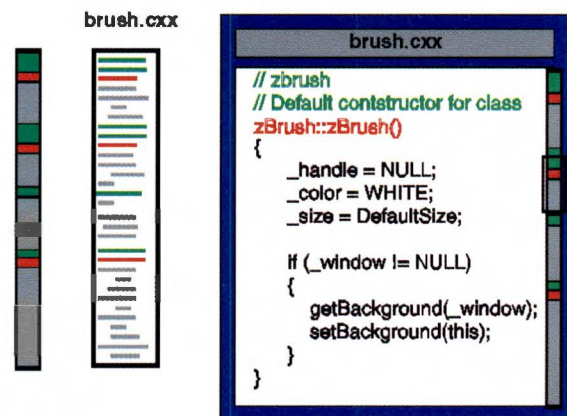 brush.cxx
brush.cxx
// zbrush
// Default contstructor for class
zBrush::zBrush()
{
_handle = NULL;
_color = WHITE;
_size = DefaultSize;
if (_window != NULL)
{
getBackground(_window);
setBackground(this);
}
}